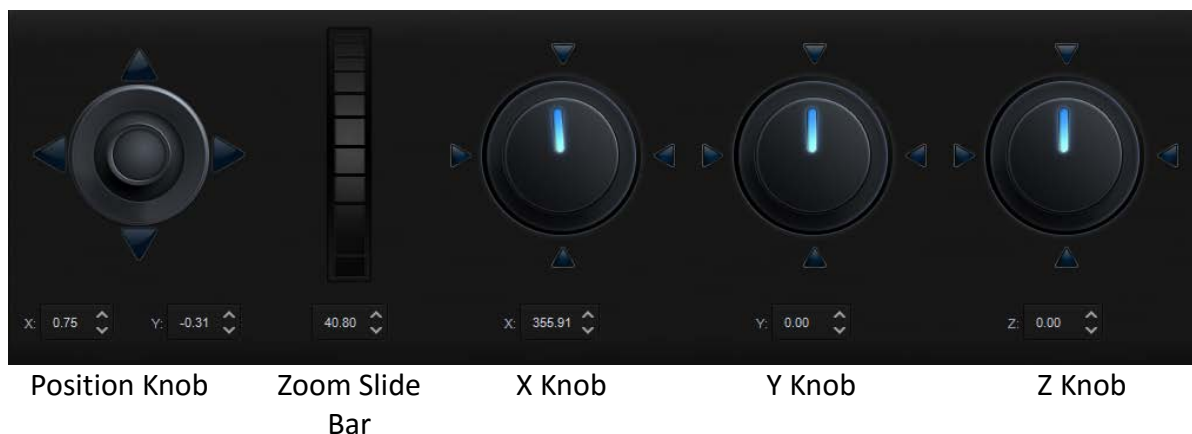 X: 0.75 Y: -0.31 40.80 X: 355.91 Y: 0.00 Z: 0.00
Position Knob Zoom Slide X Knob Y Knob Z Knob
Bar